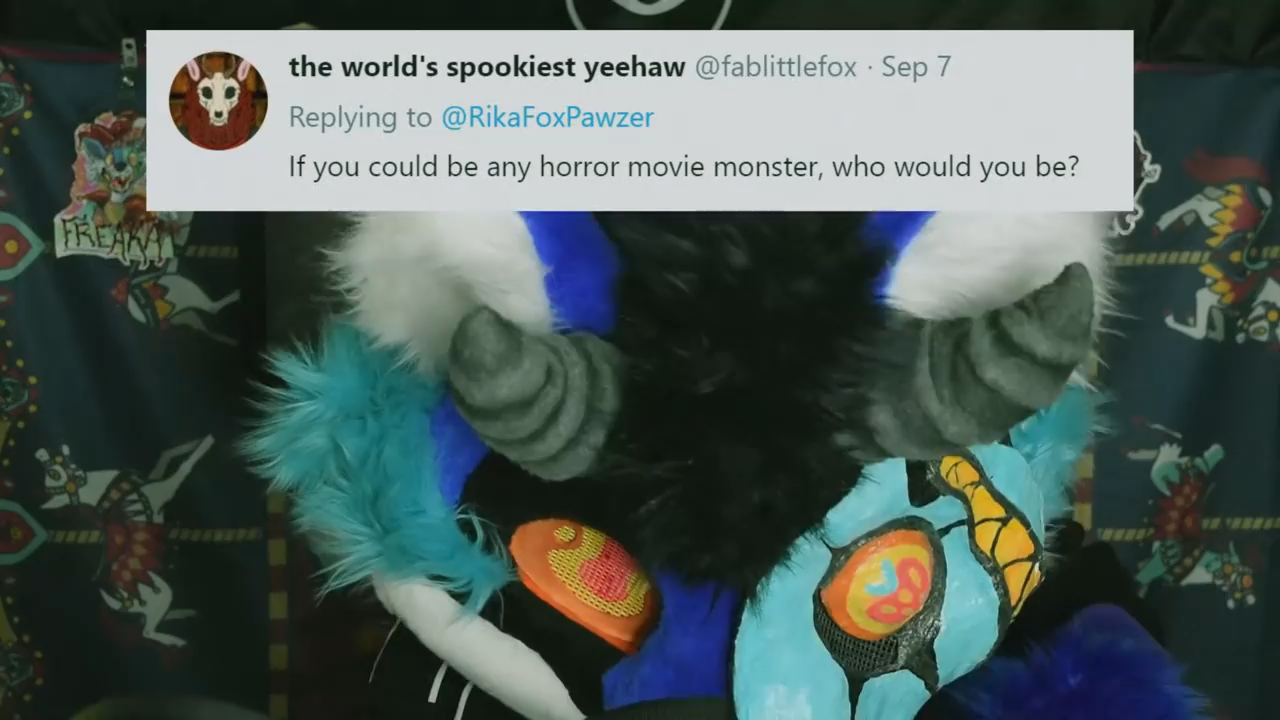 the world's spookiest yeehaw @fablittlefox · Sep 7
Replying to @RikaFoxPawzer
If you could be any horror movie monster, who would you be?
FREAKY